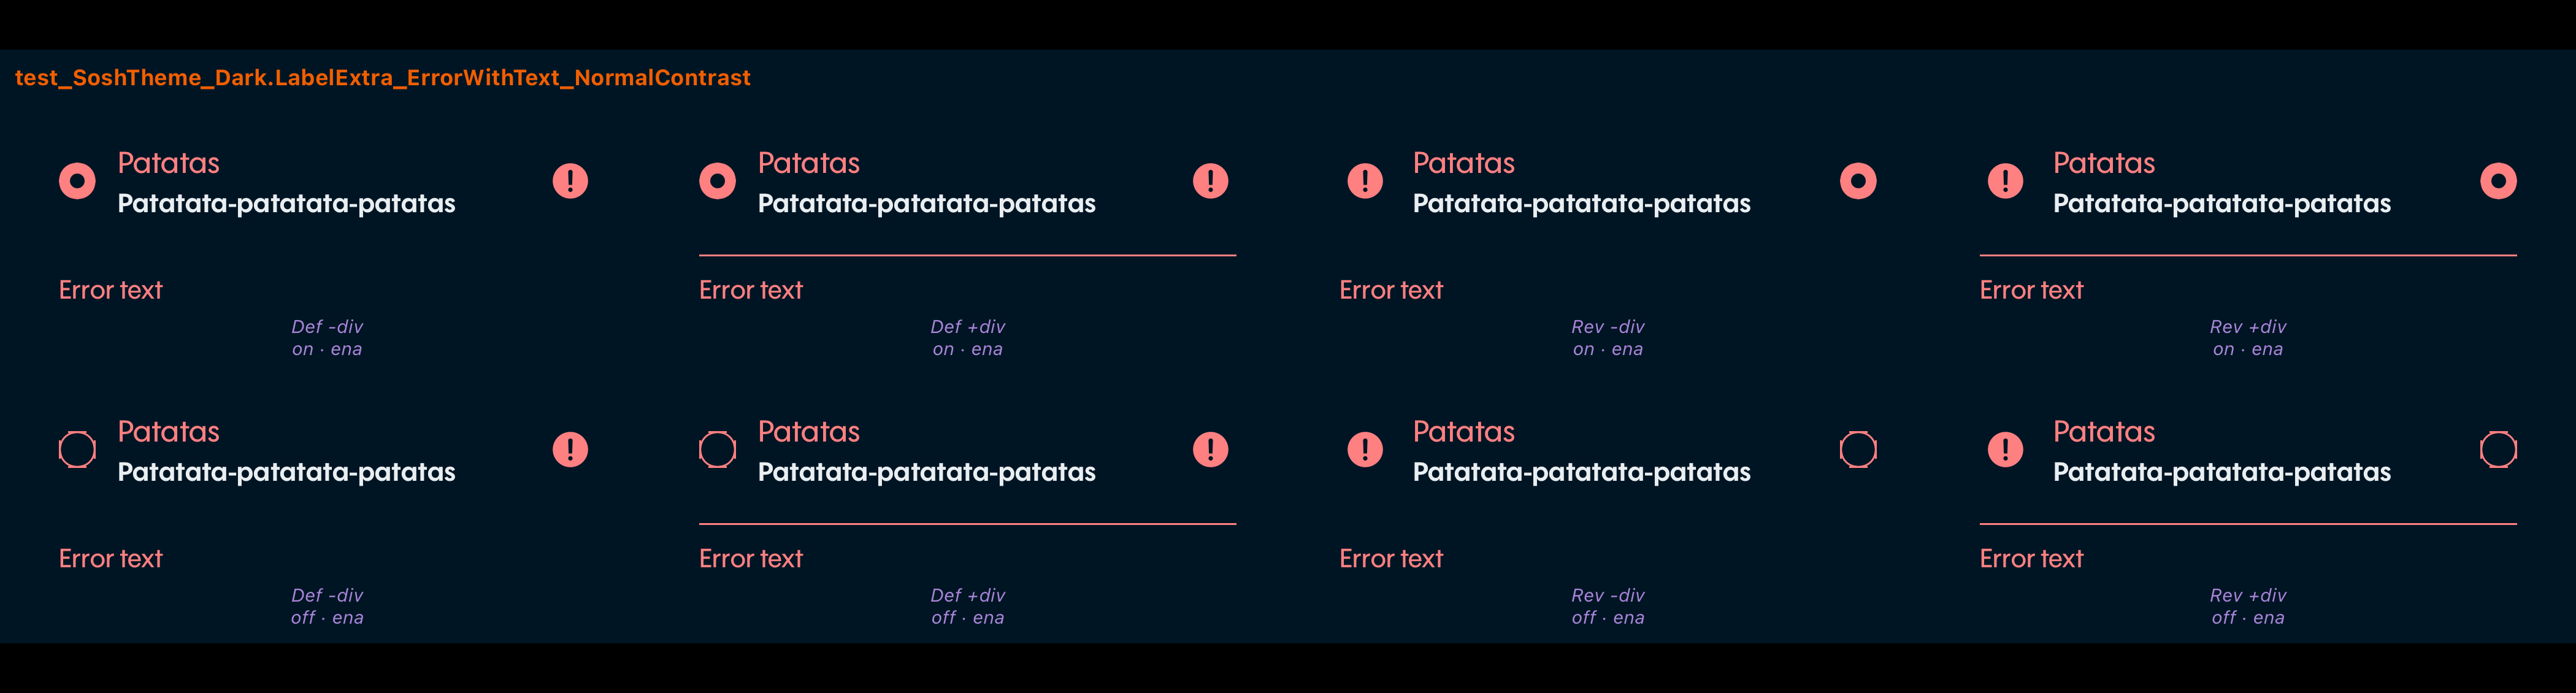 test_SoshTheme_Dark.LabelExtra_ErrorWithText_NormalContrast
Patatas
Patatata-patatata-patatas
Error text
Def -div
on · ena
Patatas
Patatata-patatata-patatas
Error text
Def +div
on · ena
Patatas
Patatata-patatata-patatas
Error text
Rev -div
on · ena
Patatas
Patatata-patatata-patatas
Error text
Rev +div
on · ena
Patatas
Patatata-patatata-patatas
Error text
Def -div
off · ena
Patatas
Patatata-patatata-patatas
Error text
Def +div
off · ena
Patatas
Patatata-patatata-patatas
Error text
Rev -div
off · ena
Patatas
Patatata-patatata-patatas
Error text
Rev +div
off · ena